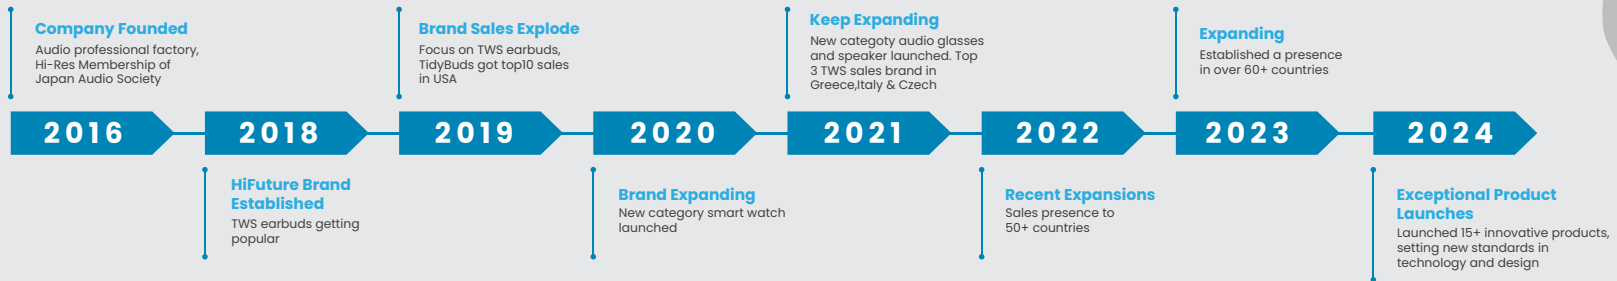 Company Founded
Audio professional factory,
Hi-Res Membership of
Japan Audio Society
Brand Sales Explode
Focus on TWS earbuds,
TidyBuds got top10 sales
in USA
Keep Expanding
New categoty audio glasses
and speaker launched. Top
3 TWS sales brand in
Greece,Italy & Czech
Expanding
Established a presence
in over 60+ countries
2016
2018
2019
2020
2021
2022
2023
2024
HiFuture Brand
Established
TWS earbuds getting
popular
Brand Expanding
New category smart watch
launched
Recent Expansions
Sales presence to
50+ countries
Exceptional Product
Launches
Launched 15+ innovative products,
setting new standards in
technology and design